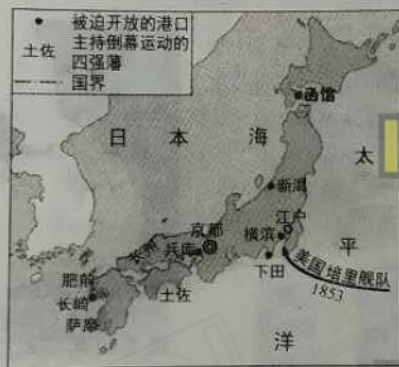 被迫开放的港口
土佐 主持倒幕运动的
四强藩
国界
函馆
日本海
太
新潟
江户
京都
横滨
兵库
长州
平
美国培里舰队
下田
1853
肥前
土佐
长崎
萨摩
洋